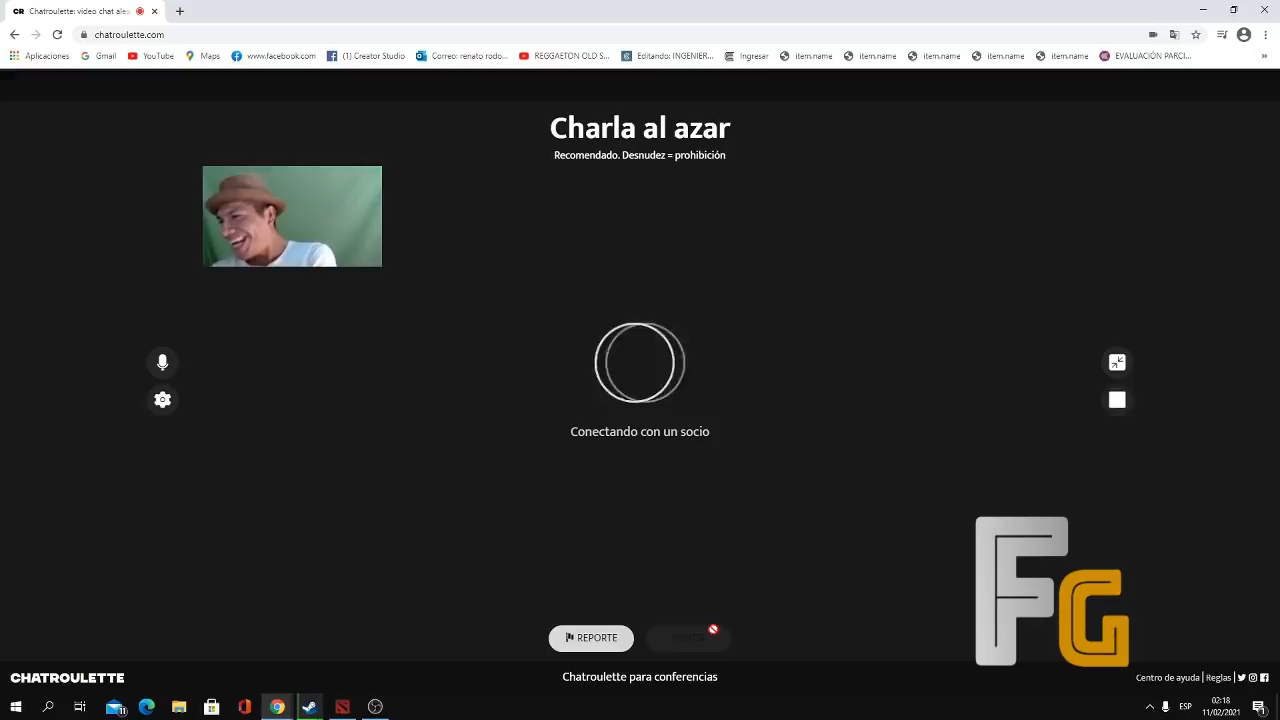 CR Chatroulette: video chat ale
chatroulette.com
Aplicaciones Gmail YouTube Maps www.facebook.com (1) Creator Studio Correo: renato rodo... REGGAETON OLD S... Editando: INGENIER... Ingresar item.name item.name item.name item.name item.name EVALUACIÓN PARCI... »
Charla al azar
Recomendado. Desnudez = prohibición
Conectando con un socio
FG
REPORTE
CHATROULETTE Chatroulette para conferencias Centro de ayuda | Reglas |
ESP 02:18
11/02/2021